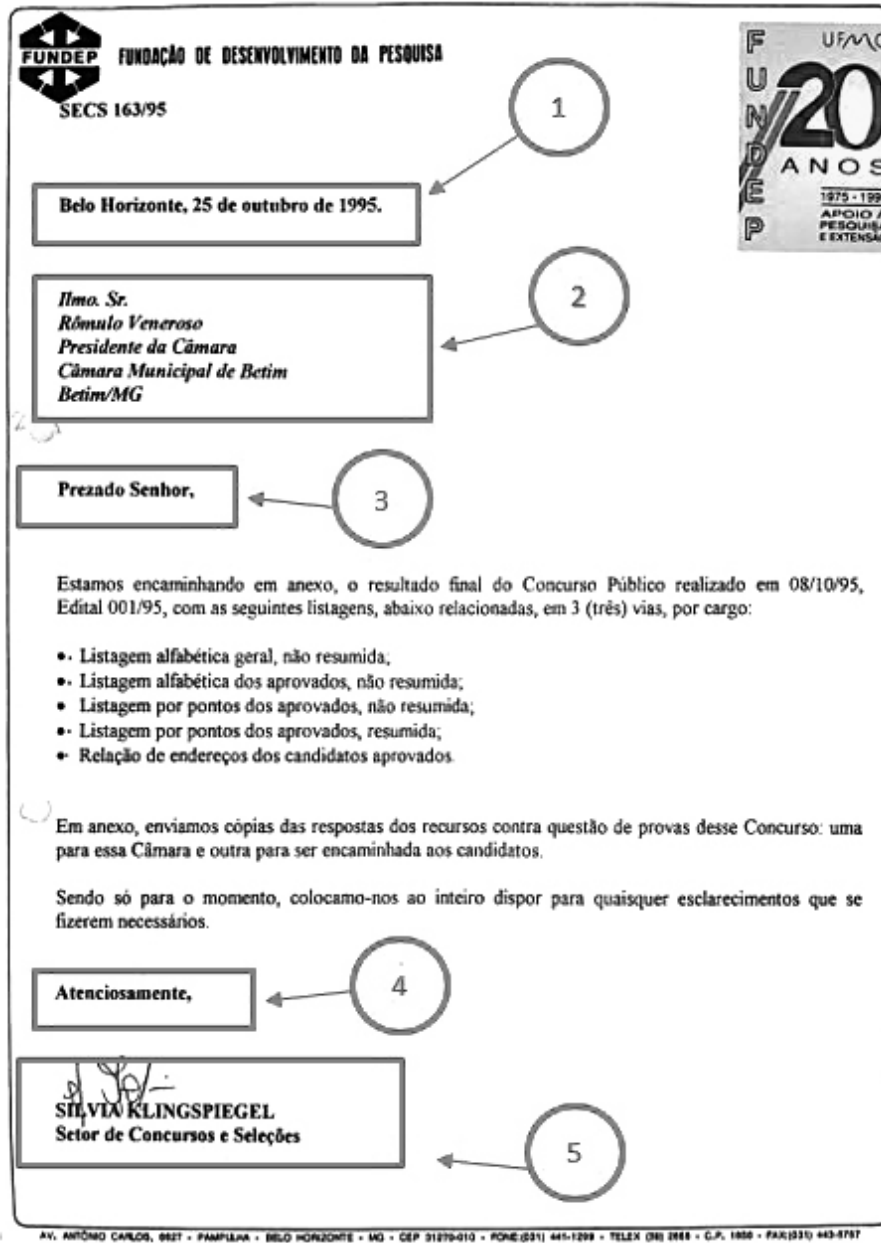 FUNDEP
FUNDAÇÃO DE DESENVOLVIMENTO DA PESQUISA
SECS 163/95
FUNDEP
UFMG
20
ANOS
1975 - 199
APOIO À
PESQUISA
E EXTENSÃO
1
Belo Horizonte, 25 de outubro de 1995.
2
Ilmo. Sr.
Rômulo Veneroso
Presidente da Câmara
Câmara Municipal de Betim
Betim/MG
Prezado Senhor,
3
Estamos encaminhando em anexo, o resultado final do Concurso Público realizado em 08/10/95,
Edital 001/95, com as seguintes listagens, abaixo relacionadas, em 3 (três) vias, por cargo:
• Listagem alfabética geral, não resumida;
• Listagem alfabética dos aprovados, não resumida;
• Listagem por pontos dos aprovados, não resumida;
• Listagem por pontos dos aprovados, resumida;
• Relação de endereços dos candidatos aprovados.
Em anexo, enviamos cópias das respostas dos recursos contra questão de provas desse Concurso: uma
para essa Câmara e outra para ser encaminhada aos candidatos.
Sendo só para o momento, colocamo-nos ao inteiro dispor para quaisquer esclarecimentos que se
fizerem necessários.
Atenciosamente,
4
SILVIA KLINGSPIEGEL
Setor de Concursos e Seleções
5
AV. ANTÔNIO CARLOS, 6627 - PAMPULHA - BELO HORIZONTE - MG - CEP 31270-010 - FONE:(031) 441-1299 - TELEX (031) - C.P. - FAX:(031)